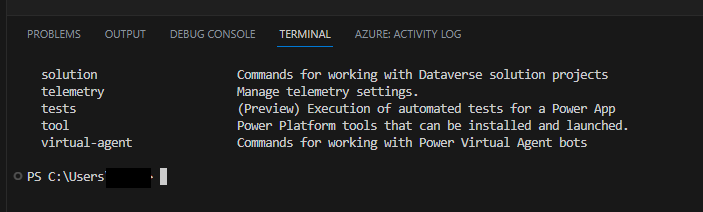 PROBLEMS OUTPUT DEBUG CONSOLE TERMINAL AZURE: ACTIVITY LOG
solution Commands for working with Dataverse solution projects
telemetry Manage telemetry settings.
tests (Preview) Execution of automated tests for a Power App
tool Power Platform tools that can be installed and launched.
virtual-agent Commands for working with Power Virtual Agent bots
PS C:\Users\